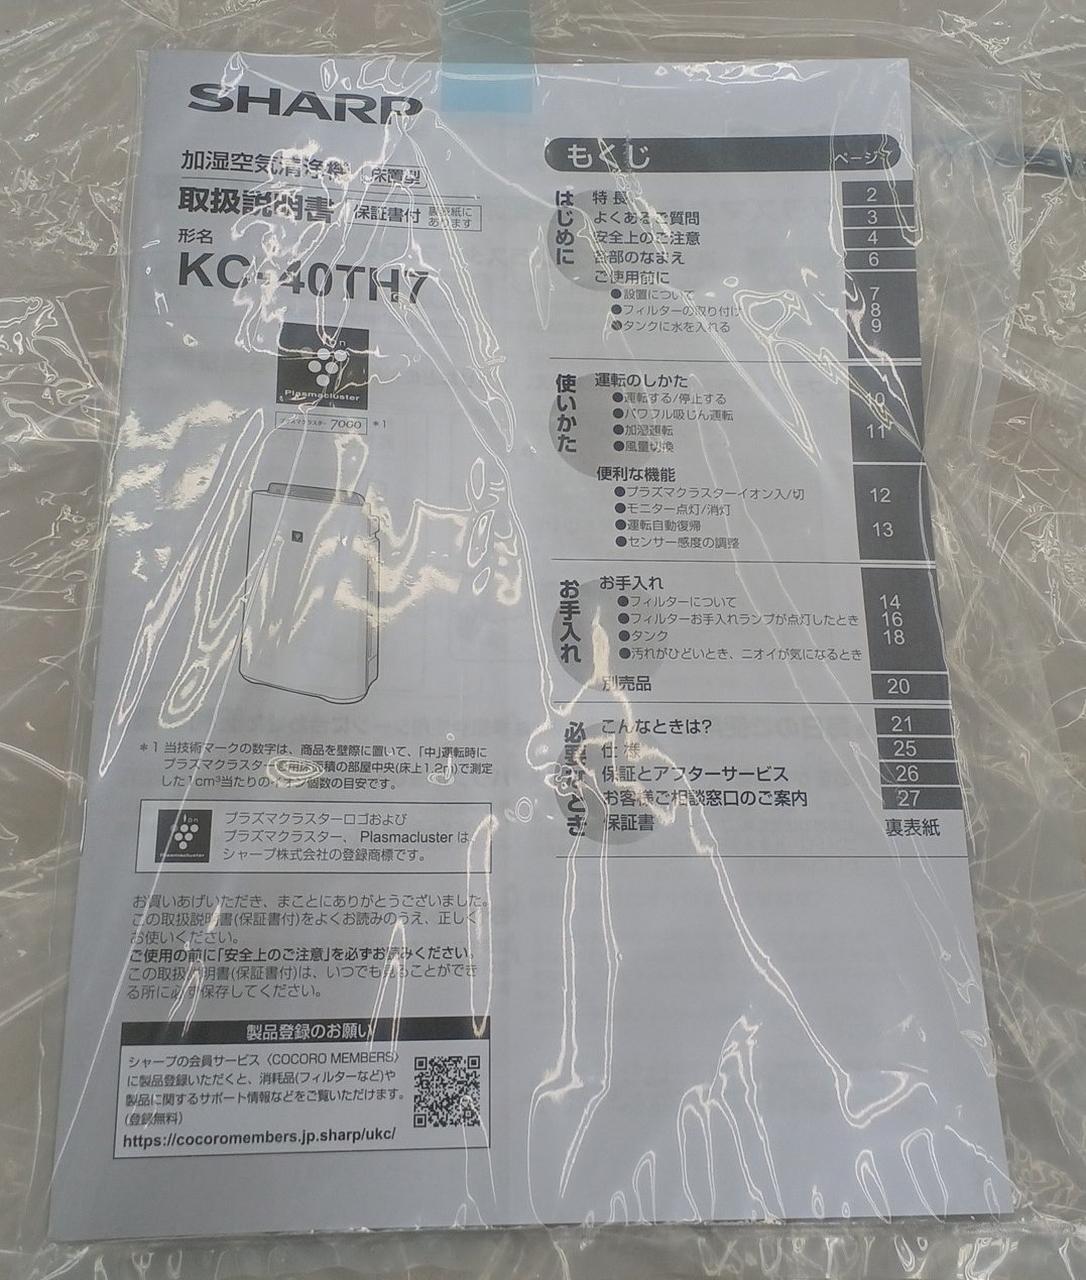 SHARP
加湿空気清浄機 床置型
取扱説明書 保証書付 裏表紙にあります
形名
KC-40TH7
Plasmacluster
プラズマクラスター 7000 *1
*1 当技術マークの数字は、商品を壁際に置いて、「中」運転時に
プラズマクラスター適用床面積の部屋中央(床上1.2m)で測定
した1cm³当たりのイオン個数の目安です。
Plasmacluster
プラズマクラスターロゴおよび
プラズマクラスター、Plasmacluster は
シャープ株式会社の登録商標です。
お買いあげいただき、まことにありがとうございました。
この取扱説明書(保証書付)をよくお読みのうえ、正しく
お使いください。
ご使用の前に「安全上のご注意」を必ずお読みください。
この取扱説明書(保証書付)は、いつでも見ることができ
る所に必ず保存してください。
製品登録のお願い
シャープの会員サービス〈COCORO MEMBERS〉
に製品登録いただくと、消耗品(フィルターなど)や
製品に関するサポート情報などをご覧いただけます。
(登録無料)
https://cocoromembers.jp.sharp/ukc/
もくじ ページ
はじめに
特長 2
よくあるご質問 3
安全上のご注意 4
各部のなまえ 6
ご使用前に
●設置について 7
●フィルターの取り付け 8
●タンクに水を入れる 9
使いかた
運転のしかた
●運転する/停止する 10
●パワフル吸じん運転
●加湿運転 11
●風量切換
便利な機能
●プラズマクラスターイオン入/切 12
●モニター点灯/消灯
●運転自動復帰 13
●センサー感度の調整
お手入れ
お手入れ
●フィルターについて 14
●フィルターお手入れランプが点灯したとき 16
●タンク 18
●汚れがひどいとき、ニオイが気になるとき
別売品 20
必要なとき
こんなときは? 21
仕様 25
保証とアフターサービス 26
お客様ご相談窓口のご案内 27
保証書 裏表紙